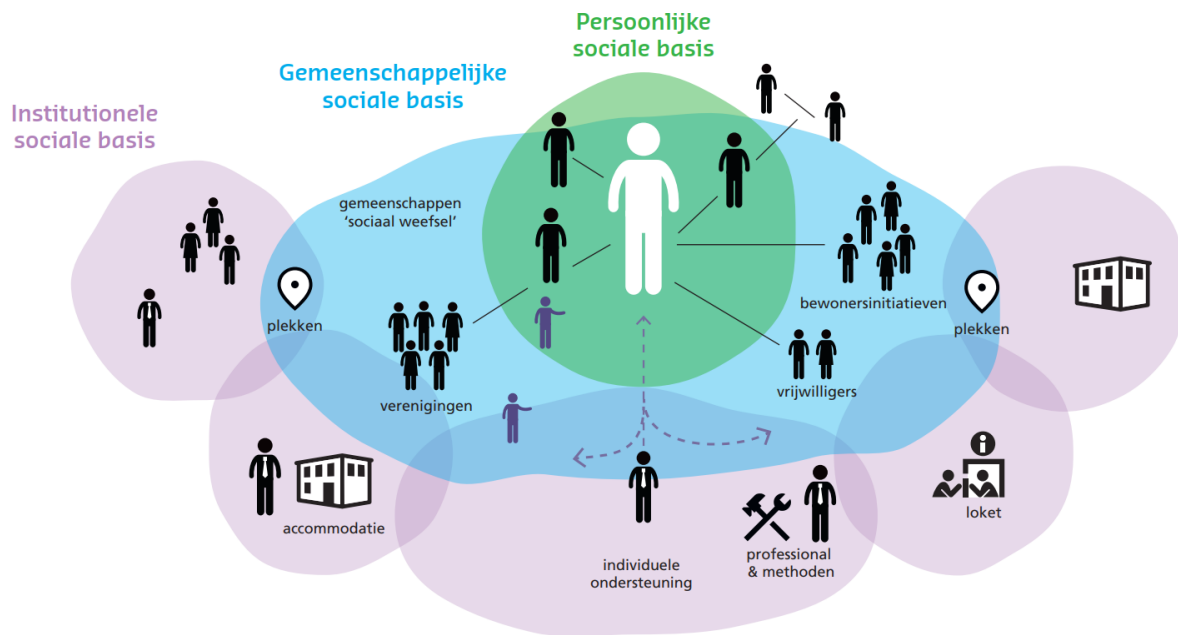 Persoonlijke
sociale basis
Gemeenschappelijke
sociale basis
Institutionele
sociale basis
gemeenschappen
‘sociaal weefsel‘
plekken
bewonersinitiatieven
plekken
verenigingen
vrijwilligers
accommodatie
individuele
ondersteuning
professional
& methoden
loket